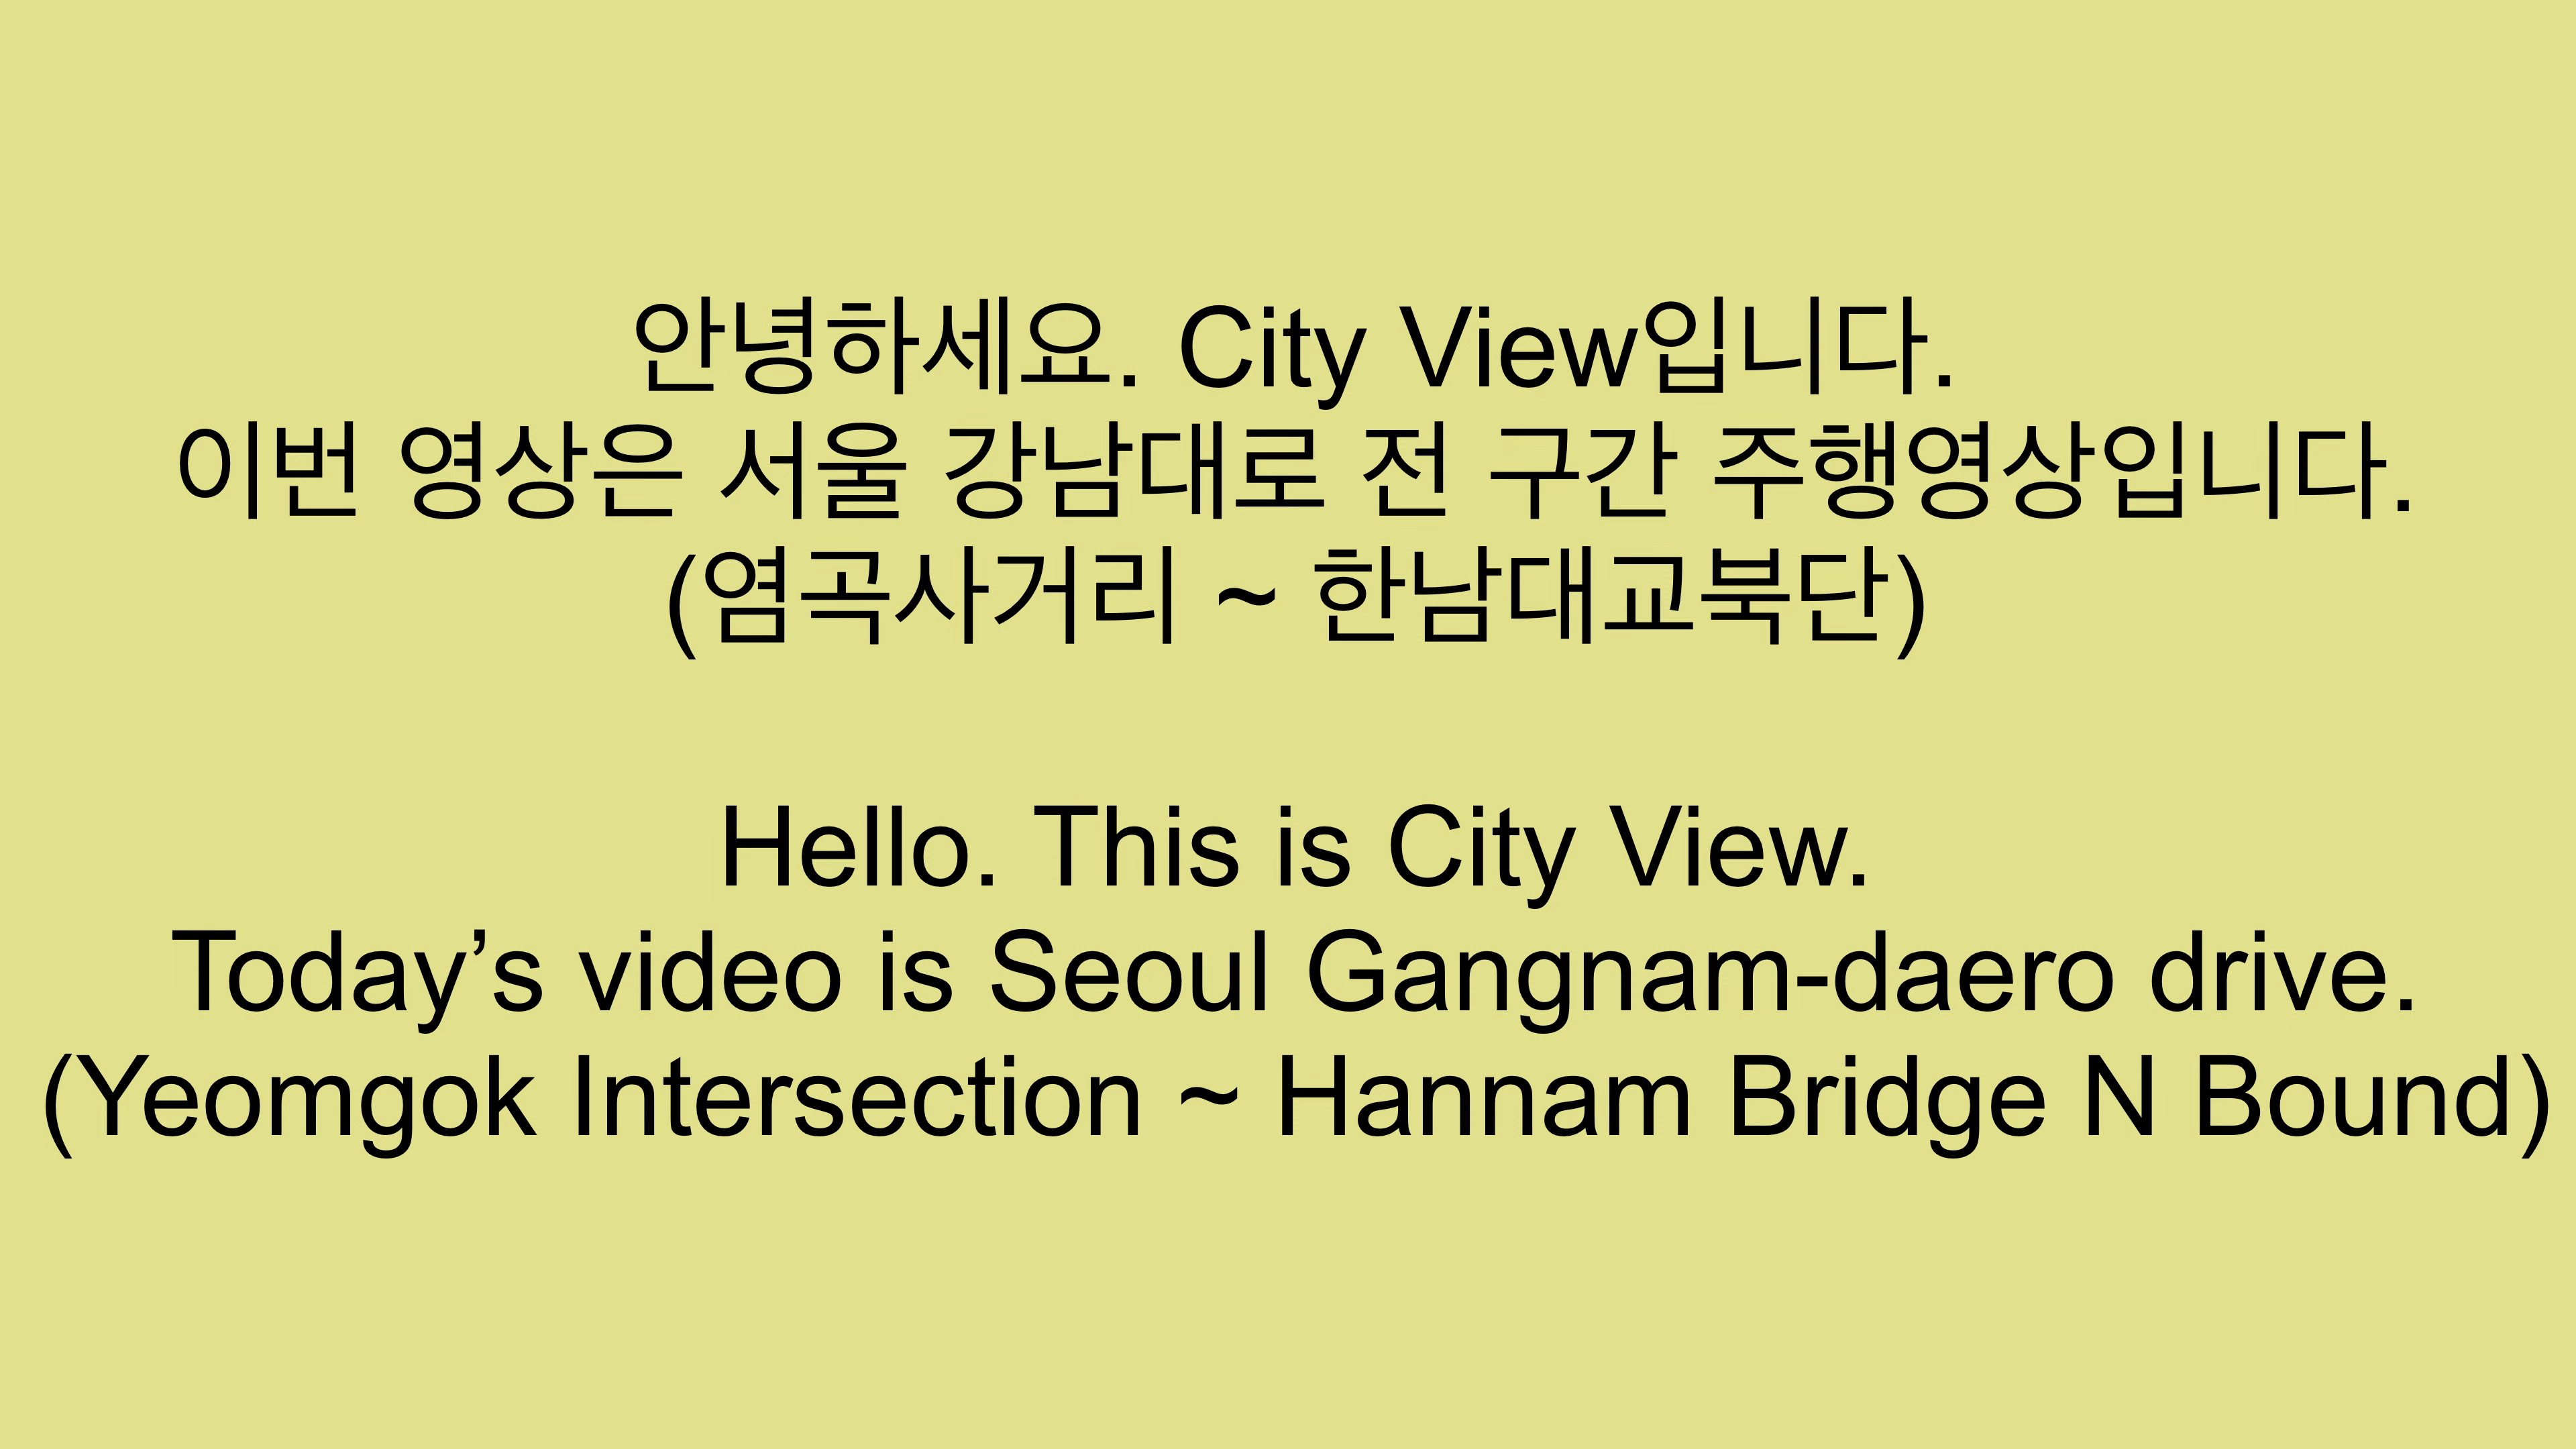 안녕하세요. City View입니다.
이번 영상은 서울 강남대로 전 구간 주행영상입니다.
(염곡사거리 ~ 한남대교북단)
Hello. This is City View.
Today’s video is Seoul Gangnam-daero drive.
(Yeomgok Intersection ~ Hannam Bridge N Bound)